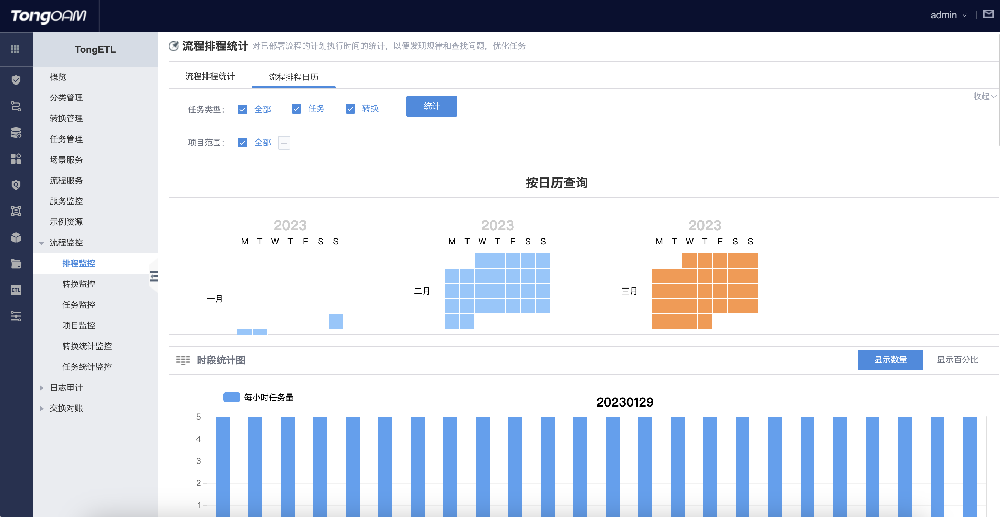 TongOAM
admin
TongETL
概览
分类管理
转换管理
任务管理
场景服务
流程服务
服务监控
示例资源
流程监控
排程监控
转换监控
任务监控
项目监控
转换统计监控
任务统计监控
日志审计
交换对账
Q
ETL
流程排程统计 对已部署流程的计划执行时间的统计，以便发现规律和查找问题，优化任务
流程排程统计 流程排程日历
收起
任务类型： 全部 任务 转换 统计
项目范围： 全部
按日历查询
2023 2023 2023
M T W T F S S M T W T F S S M T W T F S S
一月 二月 三月
时段统计图 显示数量 显示百分比
每小时任务量
20230129
5
4
3
2
1